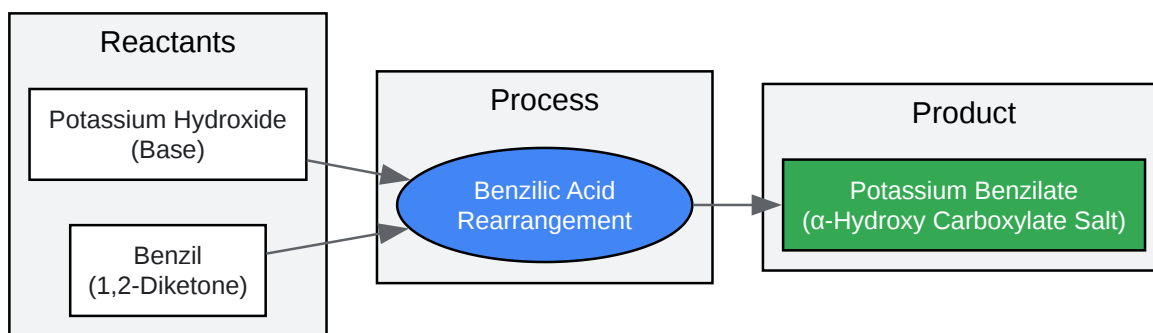 Reactants
Potassium Hydroxide
(Base)
Benzil
(1,2-Diketone)
Process
Benzilic Acid
Rearrangement
Product
Potassium Benzilate
(α-Hydroxy Carboxylate Salt)